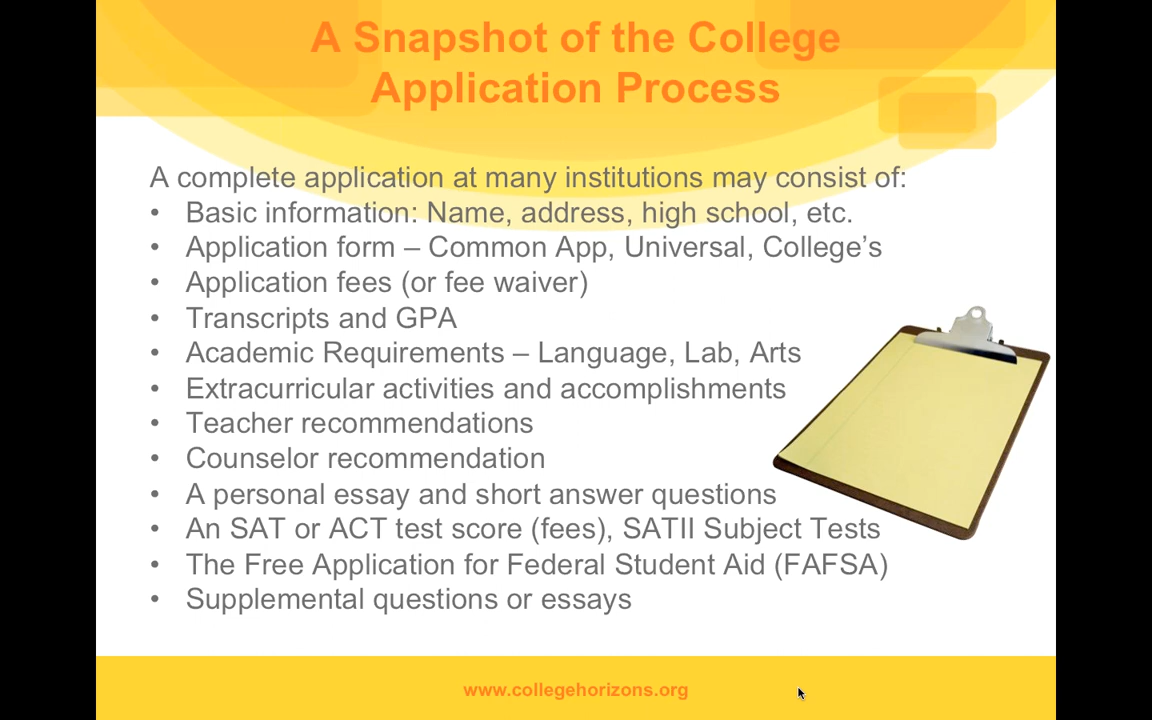 A Snapshot of the College
Application Process
A complete application at many institutions may consist of:
• Basic information: Name, address, high school, etc.
• Application form – Common App, Universal, College’s
• Application fees (or fee waiver)
• Transcripts and GPA
• Academic Requirements – Language, Lab, Arts
• Extracurricular activities and accomplishments
• Teacher recommendations
• Counselor recommendation
• A personal essay and short answer questions
• An SAT or ACT test score (fees), SATII Subject Tests
• The Free Application for Federal Student Aid (FAFSA)
• Supplemental questions or essays
www.collegehorizons.org